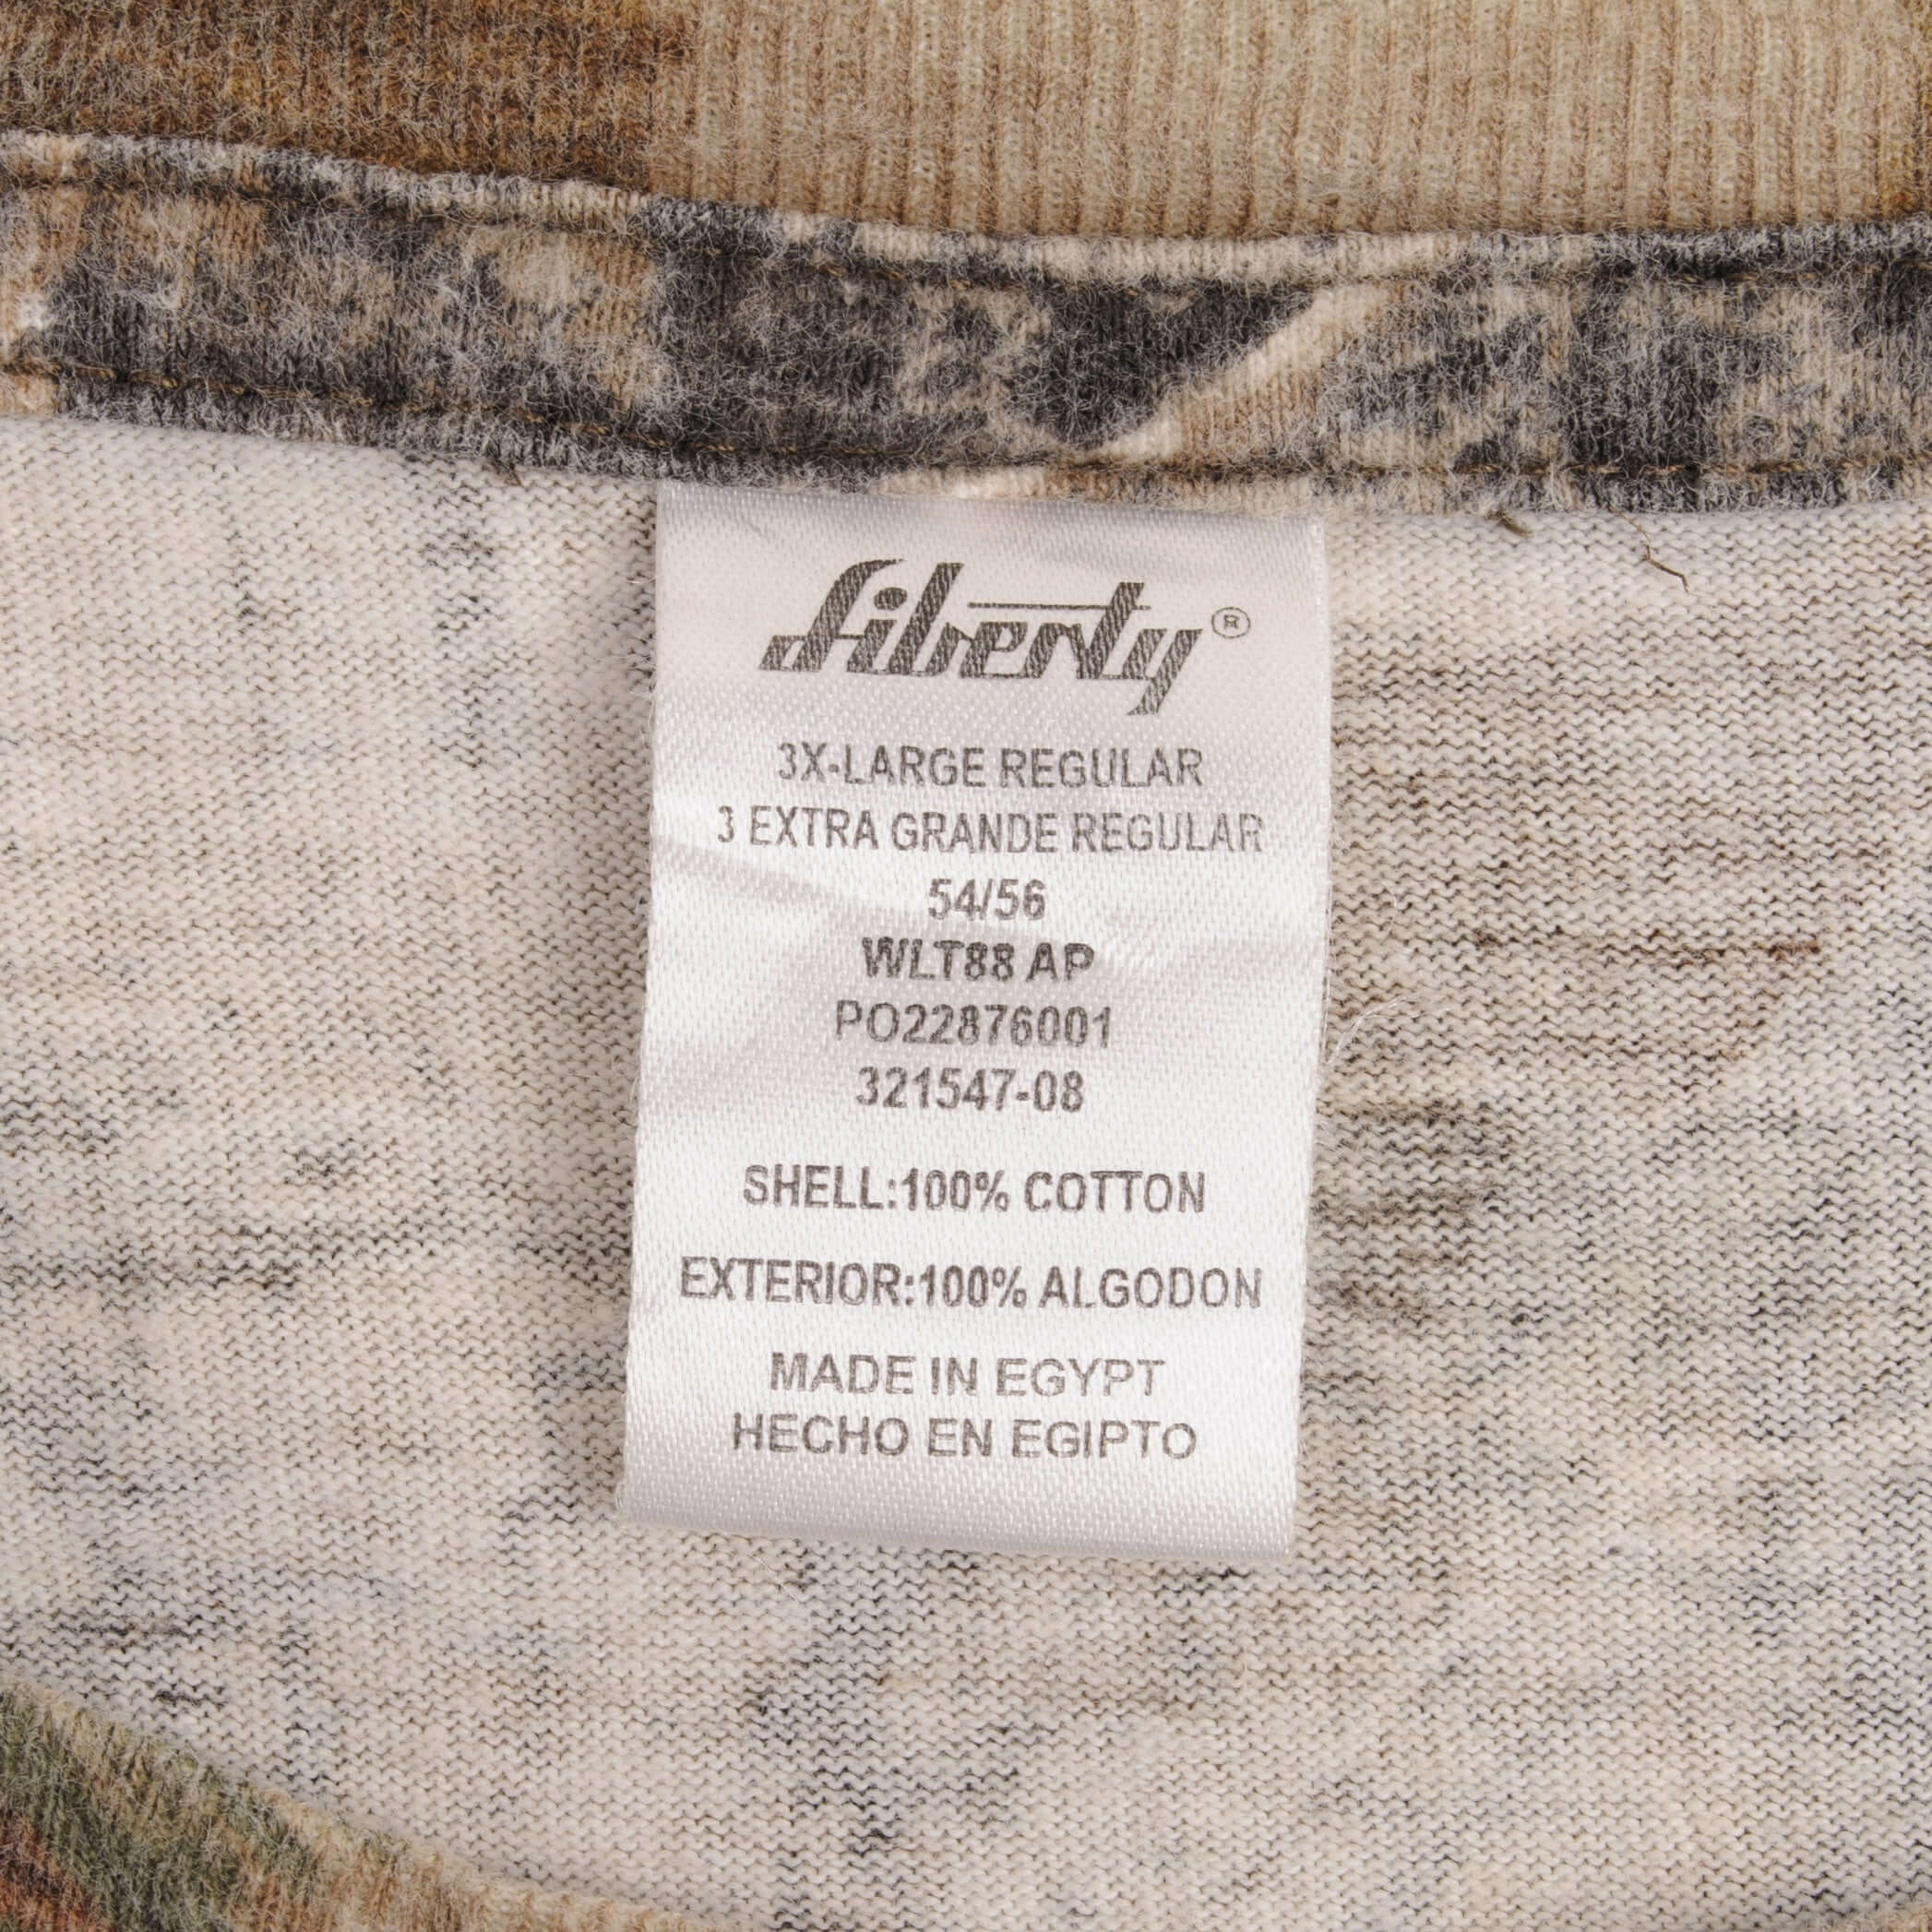 Liberty®
3X-LARGE REGULAR
3 EXTRA GRANDE REGULAR
54/56
WLT88 AP
PO22876001
321547-08
SHELL:100% COTTON
EXTERIOR:100% ALGODON
MADE IN EGYPT
HECHO EN EGIPTO